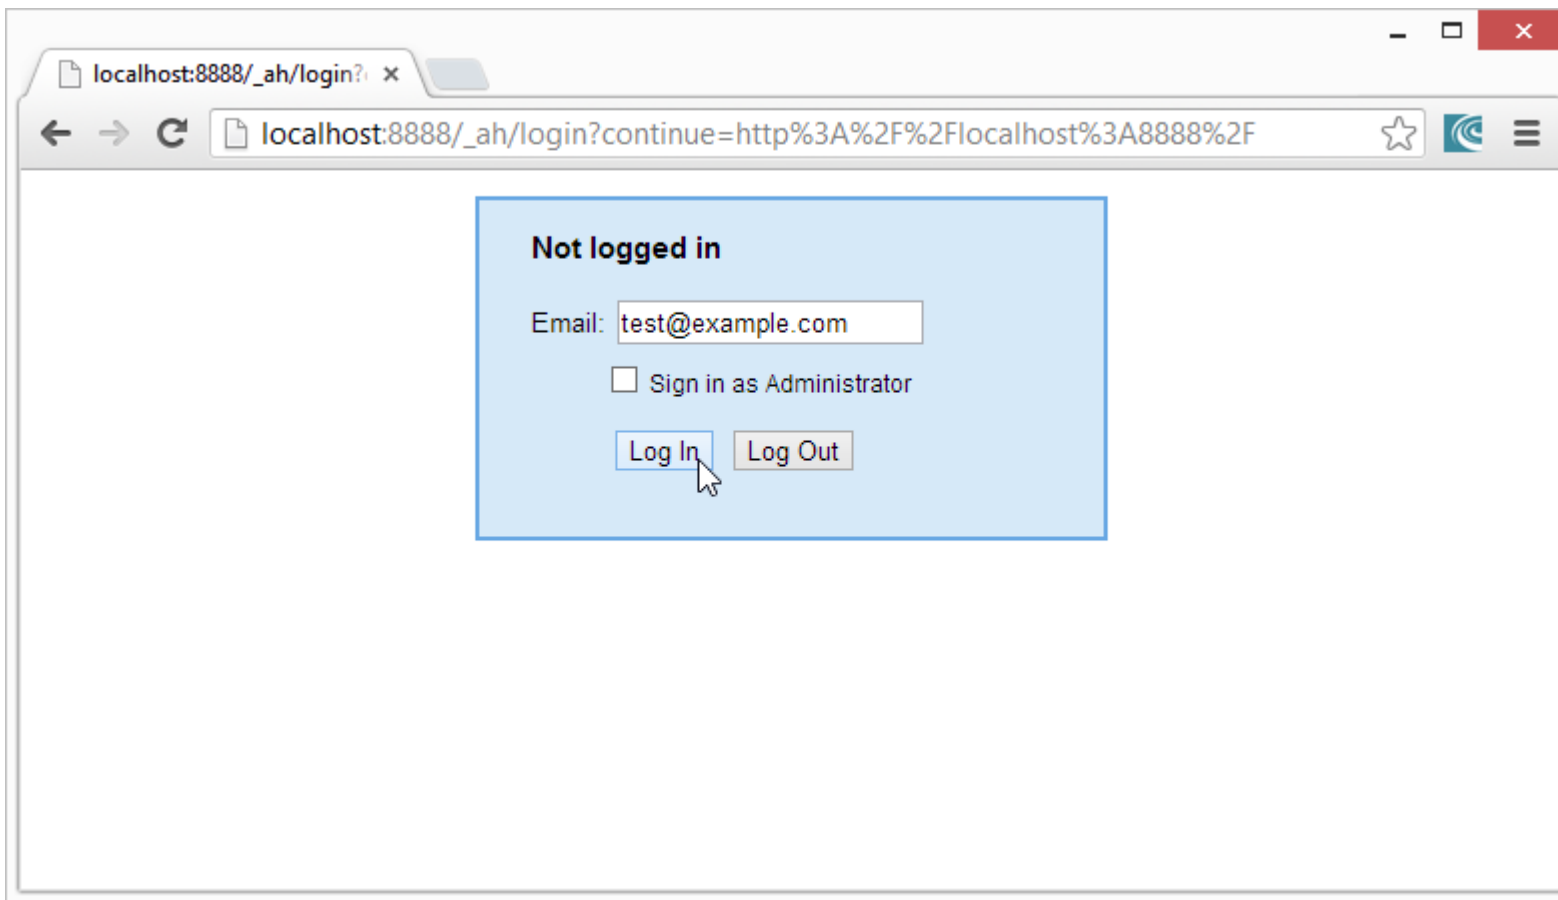 localhost:8888/_ah/login?
localhost:8888/_ah/login?continue=http%3A%2F%2Flocalhost%3A8888%2F
Not logged in
Email: test@example.com
Sign in as Administrator
Log In Log Out